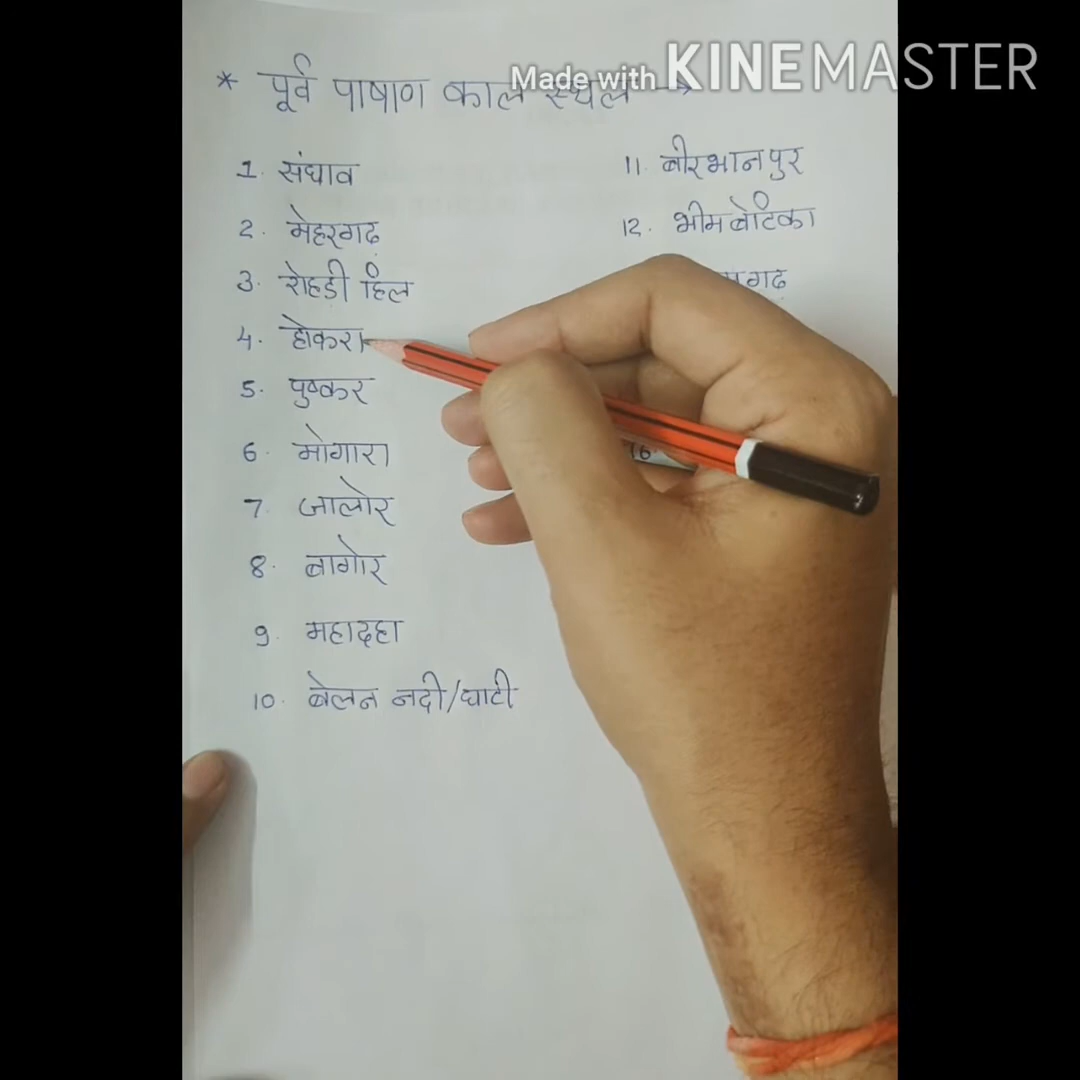 Made with KINEMASTER
* पूर्व पाषाण काल स्थल →
1. संघाव
2. मेहरगढ़
3. रोहड़ी हिल
4. होकरा
5. पुष्कर
6. मोगारा
7. जालोर
8. बागोर
9. महादहा
10. बेलन नदी/घाटी
11. बीरभानपुर
12. भीमबेटिका
16